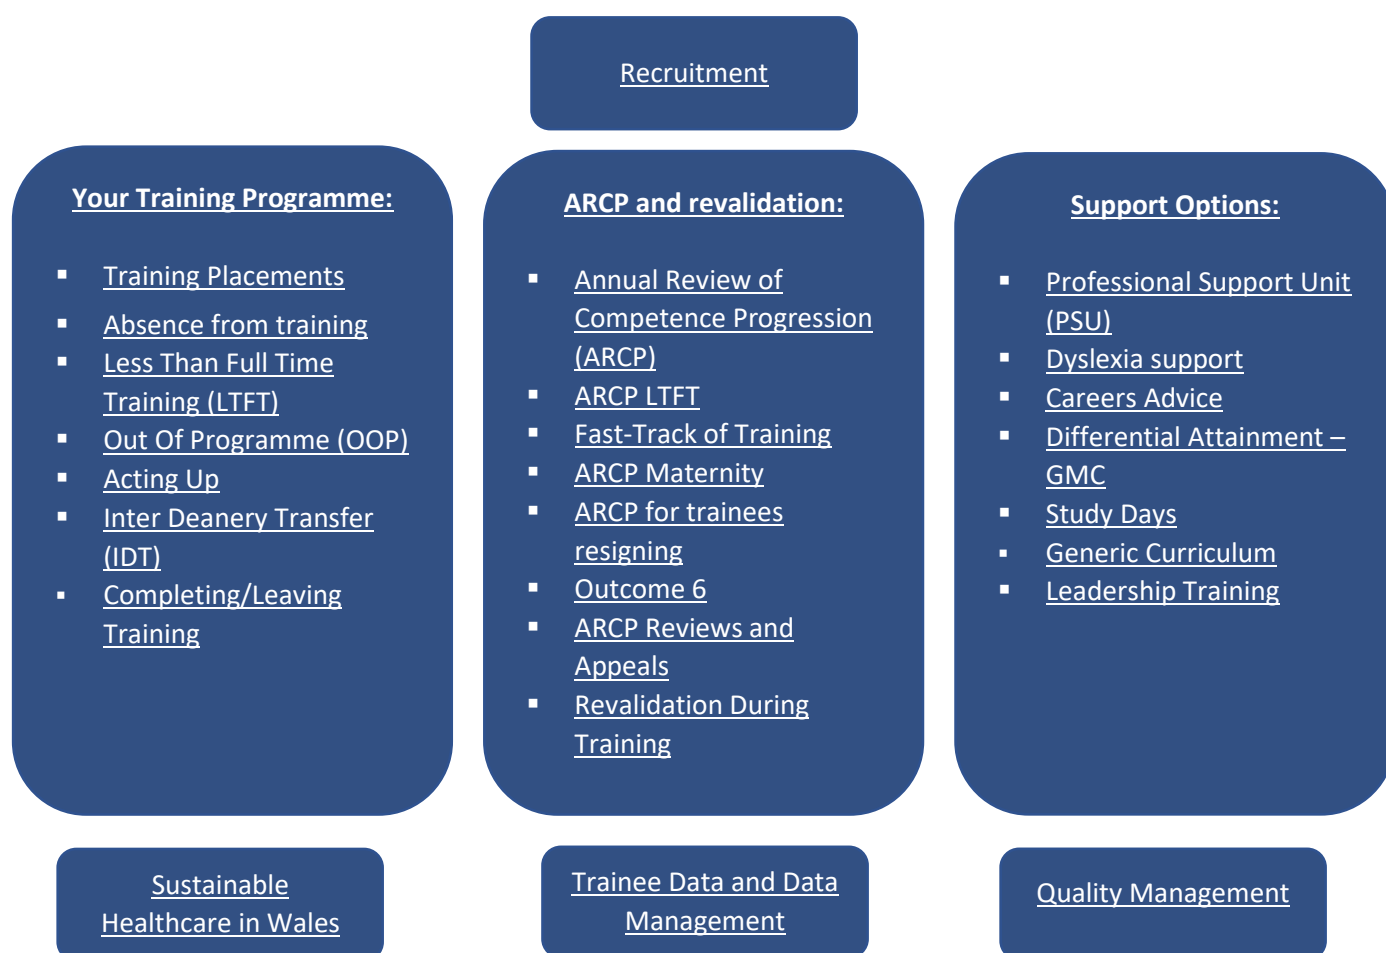 Recruitment
Your Training Programme:
▪ Training Placements
▪ Absence from training
▪ Less Than Full Time
Training (LTFT)
▪ Out Of Programme (OOP)
▪ Acting Up
▪ Inter Deanery Transfer
(IDT)
▪ Completing/Leaving
Training
ARCP and revalidation:
▪ Annual Review of
Competence Progression
(ARCP)
▪ ARCP LTFT
▪ Fast-Track of Training
▪ ARCP Maternity
▪ ARCP for trainees
resigning
▪ Outcome 6
▪ ARCP Reviews and
Appeals
▪ Revalidation During
Training
Support Options:
▪ Professional Support Unit
(PSU)
▪ Dyslexia support
▪ Careers Advice
▪ Differential Attainment –
GMC
▪ Study Days
▪ Generic Curriculum
▪ Leadership Training
Sustainable
Healthcare in Wales
Trainee Data and Data
Management
Quality Management